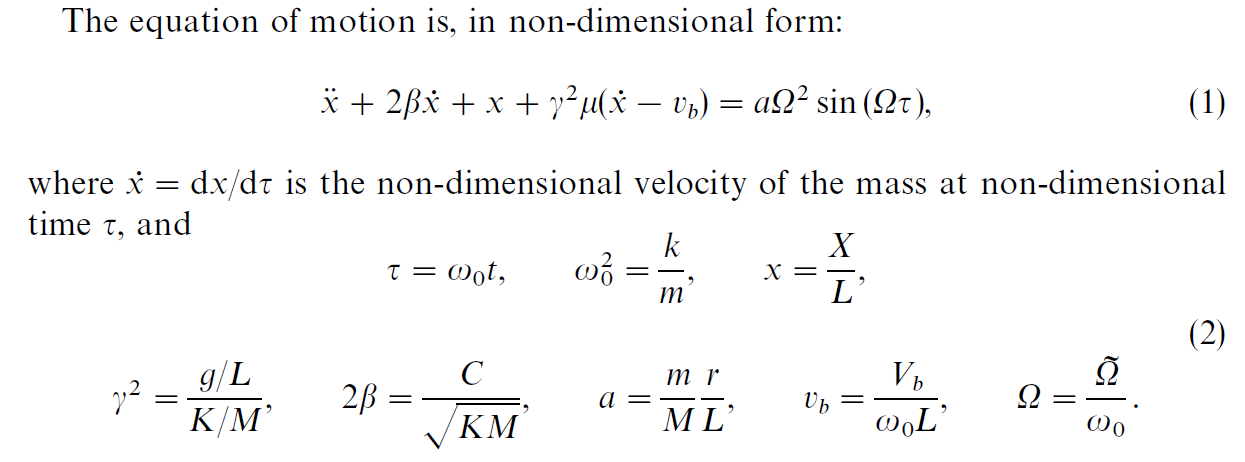 The equation of motion is, in non-dimensional form:
ẍ + 2βẋ + x + γ²μ(ẋ − v_b) = aΩ² sin (Ωτ), (1)
where ẋ = dx/dτ is the non-dimensional velocity of the mass at non-dimensional
time τ, and
τ = ω₀t, ω₀² = k/m, x = X/L,
(2)
γ² = (g/L)/(K/M), 2β = C/√(KM), a = (m/M)(r/L), v_b = V_b/(ω₀L), Ω = Ω̃/ω₀.